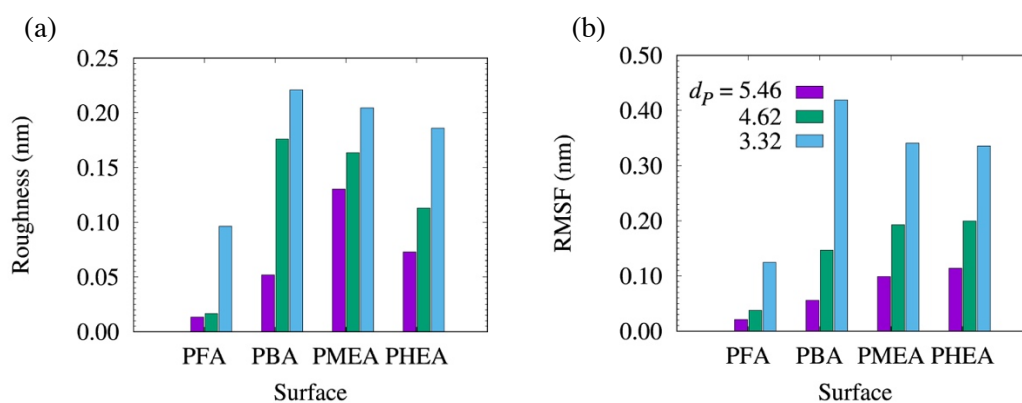 (a)
0.25
0.20
0.15
0.10
0.05
0.00
Roughness (nm)
PFA PBA PMEA PHEA
Surface
(b)
0.50
0.40
0.30
0.20
0.10
0.00
RMSF (nm)
d_P = 5.46
4.62
3.32
PFA PBA PMEA PHEA
Surface